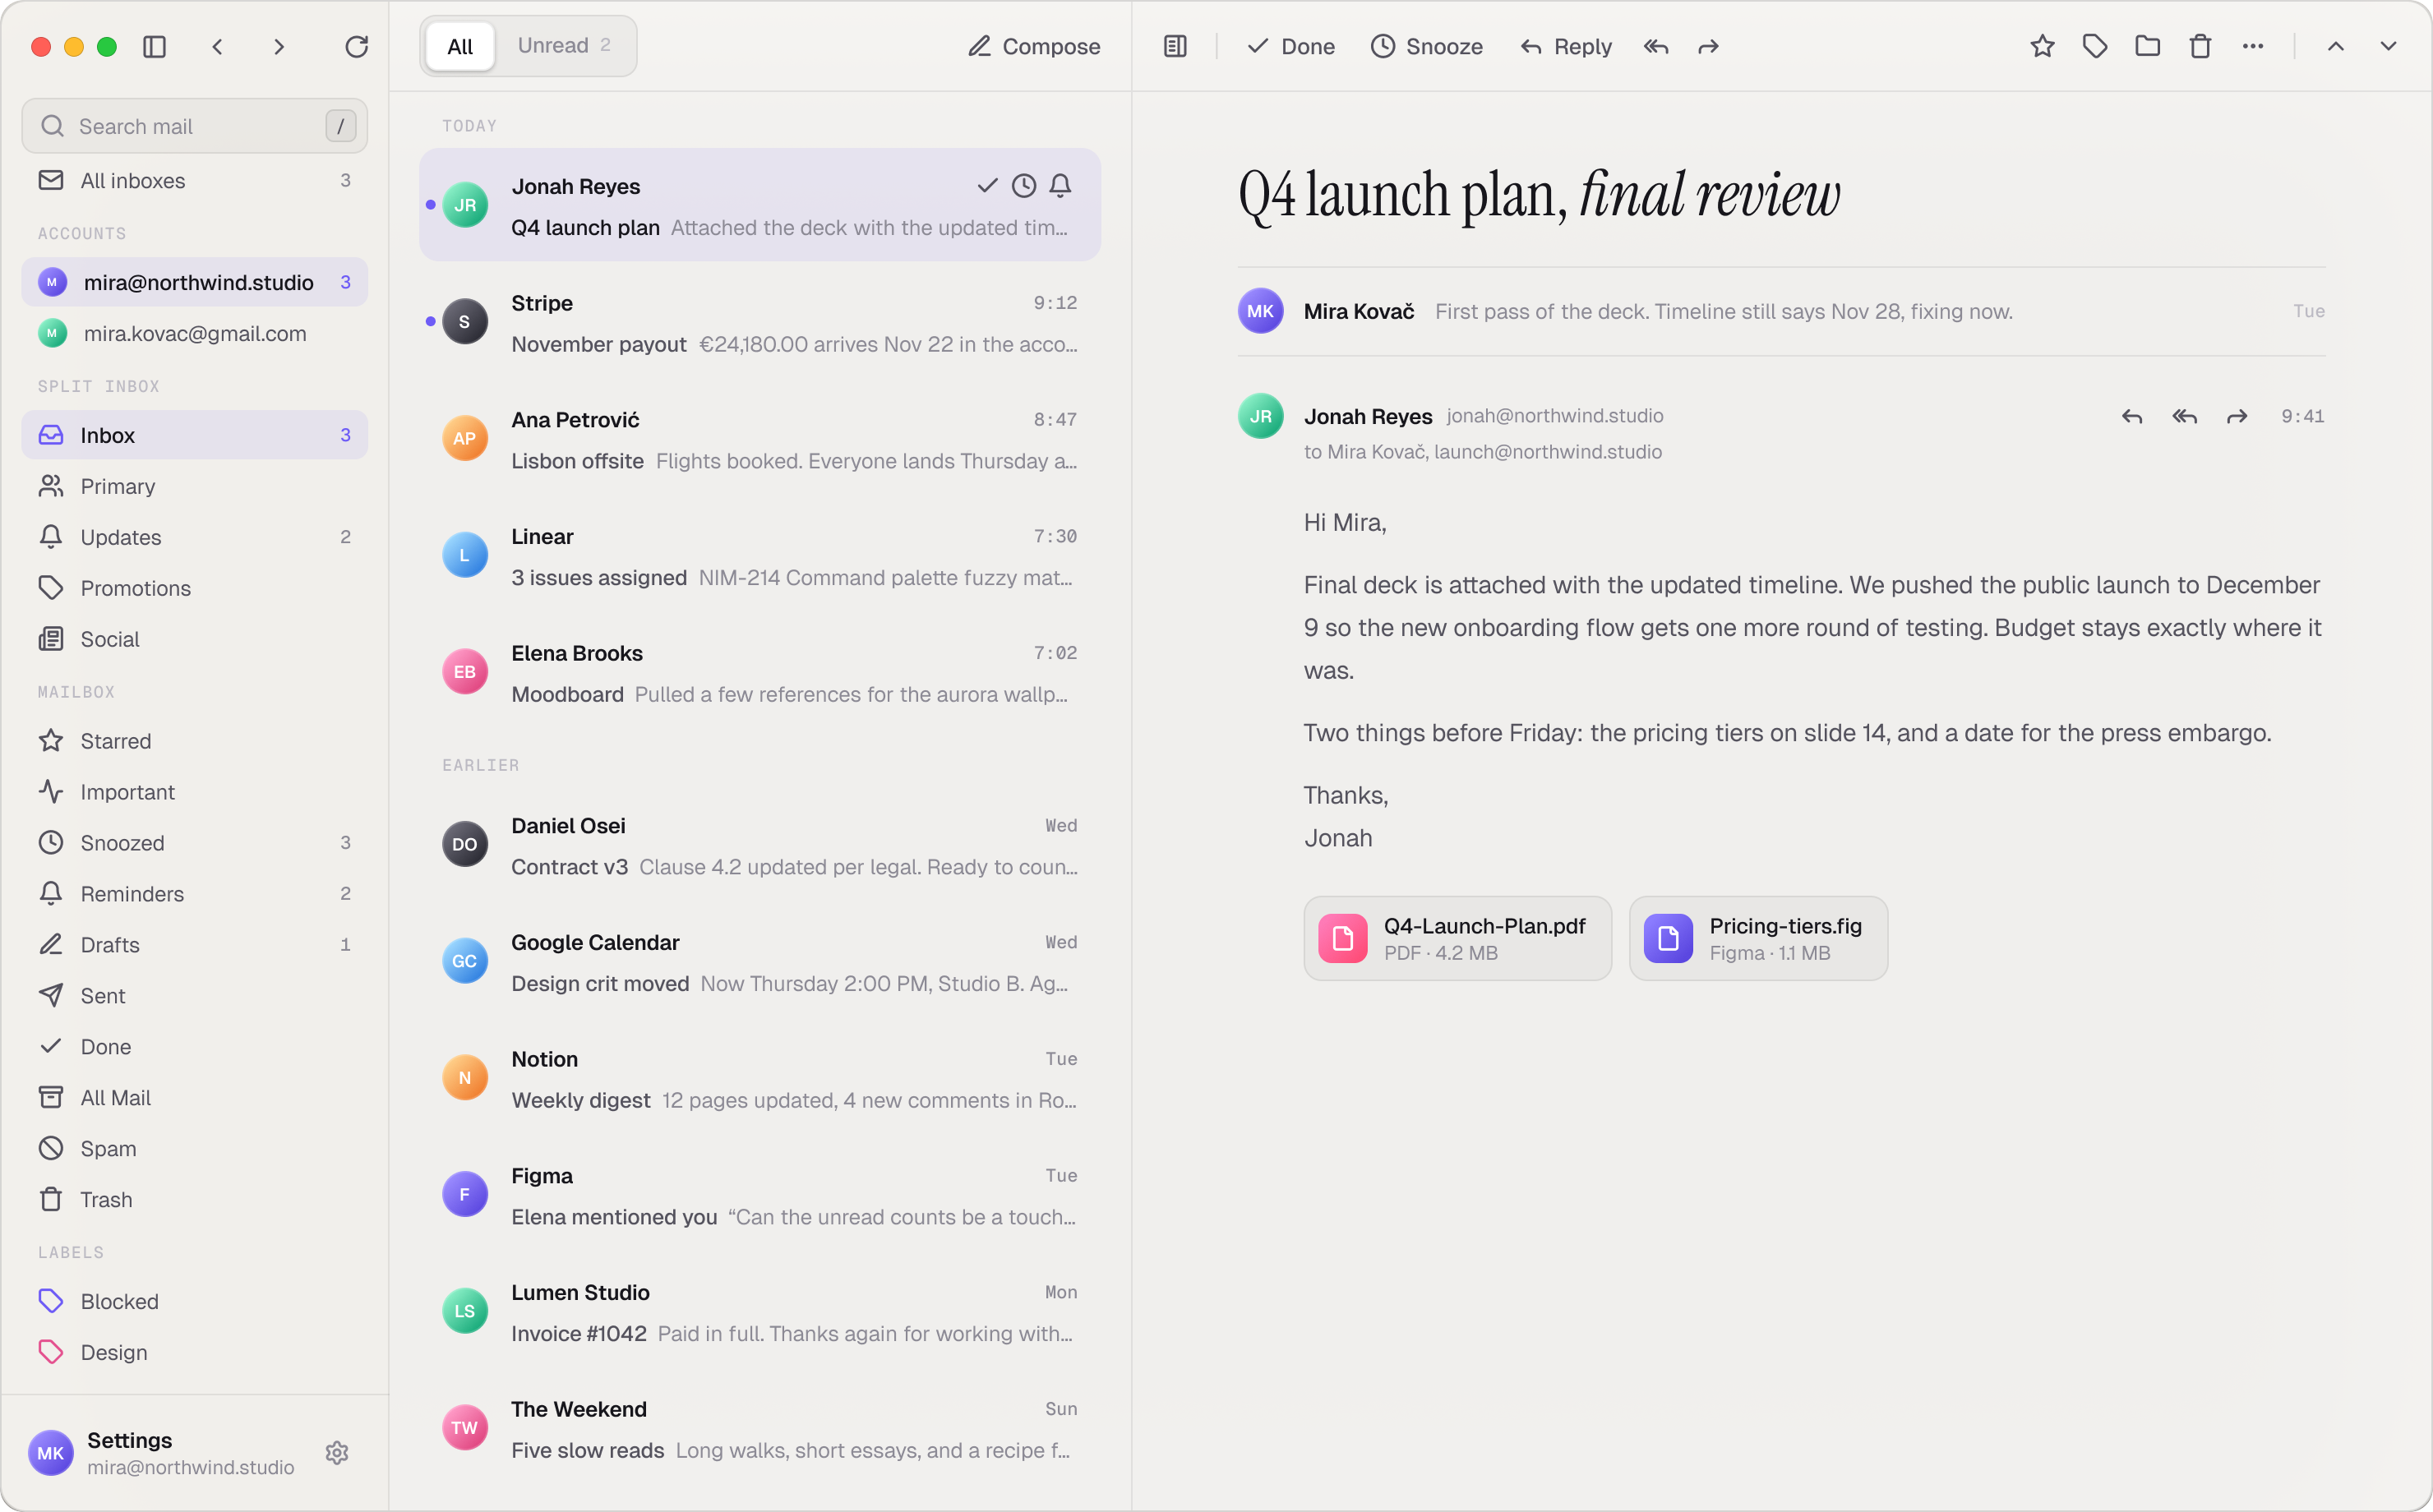 Search mail /
All inboxes 3
ACCOUNTS
M mira@northwind.studio 3
M mira.kovac@gmail.com
SPLIT INBOX
Inbox 3
Primary
Updates 2
Promotions
Social
MAILBOX
Starred
Important
Snoozed 3
Reminders 2
Drafts 1
Sent
Done
All Mail
Spam
Trash
LABELS
Blocked
Design
MK Settings
mira@northwind.studio
All Unread 2 Compose
TODAY
JR Jonah Reyes
Q4 launch plan Attached the deck with the updated tim…
S Stripe 9:12
November payout €24,180.00 arrives Nov 22 in the acco…
AP Ana Petrović 8:47
Lisbon offsite Flights booked. Everyone lands Thursday a…
L Linear 7:30
3 issues assigned NIM-214 Command palette fuzzy mat…
EB Elena Brooks 7:02
Moodboard Pulled a few references for the aurora wallp…
EARLIER
DO Daniel Osei Wed
Contract v3 Clause 4.2 updated per legal. Ready to coun…
GC Google Calendar Wed
Design crit moved Now Thursday 2:00 PM, Studio B. Ag…
N Notion Tue
Weekly digest 12 pages updated, 4 new comments in Ro…
F Figma Tue
Elena mentioned you “Can the unread counts be a touch…
LS Lumen Studio Mon
Invoice #1042 Paid in full. Thanks again for working with…
TW The Weekend Sun
Five slow reads Long walks, short essays, and a recipe f…
Done Snooze Reply
Q4 launch plan, final review
MK Mira Kovač First pass of the deck. Timeline still says Nov 28, fixing now. Tue
JR Jonah Reyes jonah@northwind.studio 9:41
to Mira Kovač, launch@northwind.studio
Hi Mira,
Final deck is attached with the updated timeline. We pushed the public launch to December
9 so the new onboarding flow gets one more round of testing. Budget stays exactly where it
was.
Two things before Friday: the pricing tiers on slide 14, and a date for the press embargo.
Thanks,
Jonah
Q4-Launch-Plan.pdf
PDF · 4.2 MB
Pricing-tiers.fig
Figma · 1.1 MB